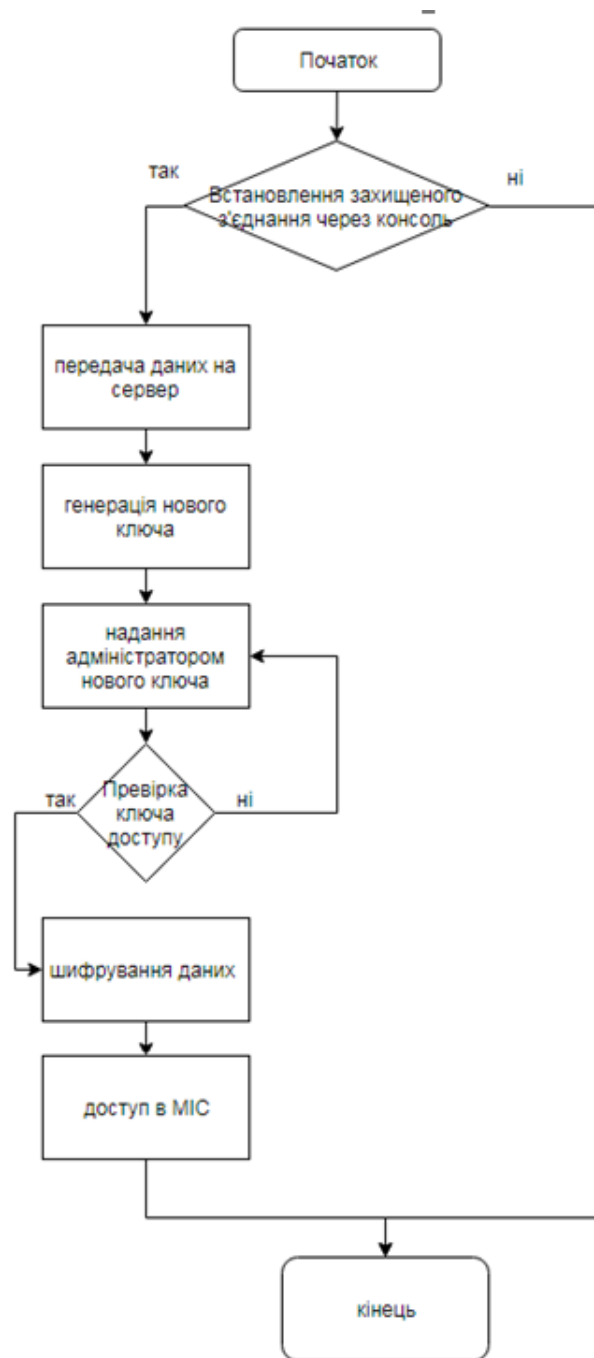 Початок
так
ні
Встановлення захищеного
з'єднання через консоль
передача даних на
сервер
генерація нового
ключа
надання
адміністратором
нового ключа
так
Превірка
ключа
доступу
ні
шифрування даних
доступ в МІС
кінець